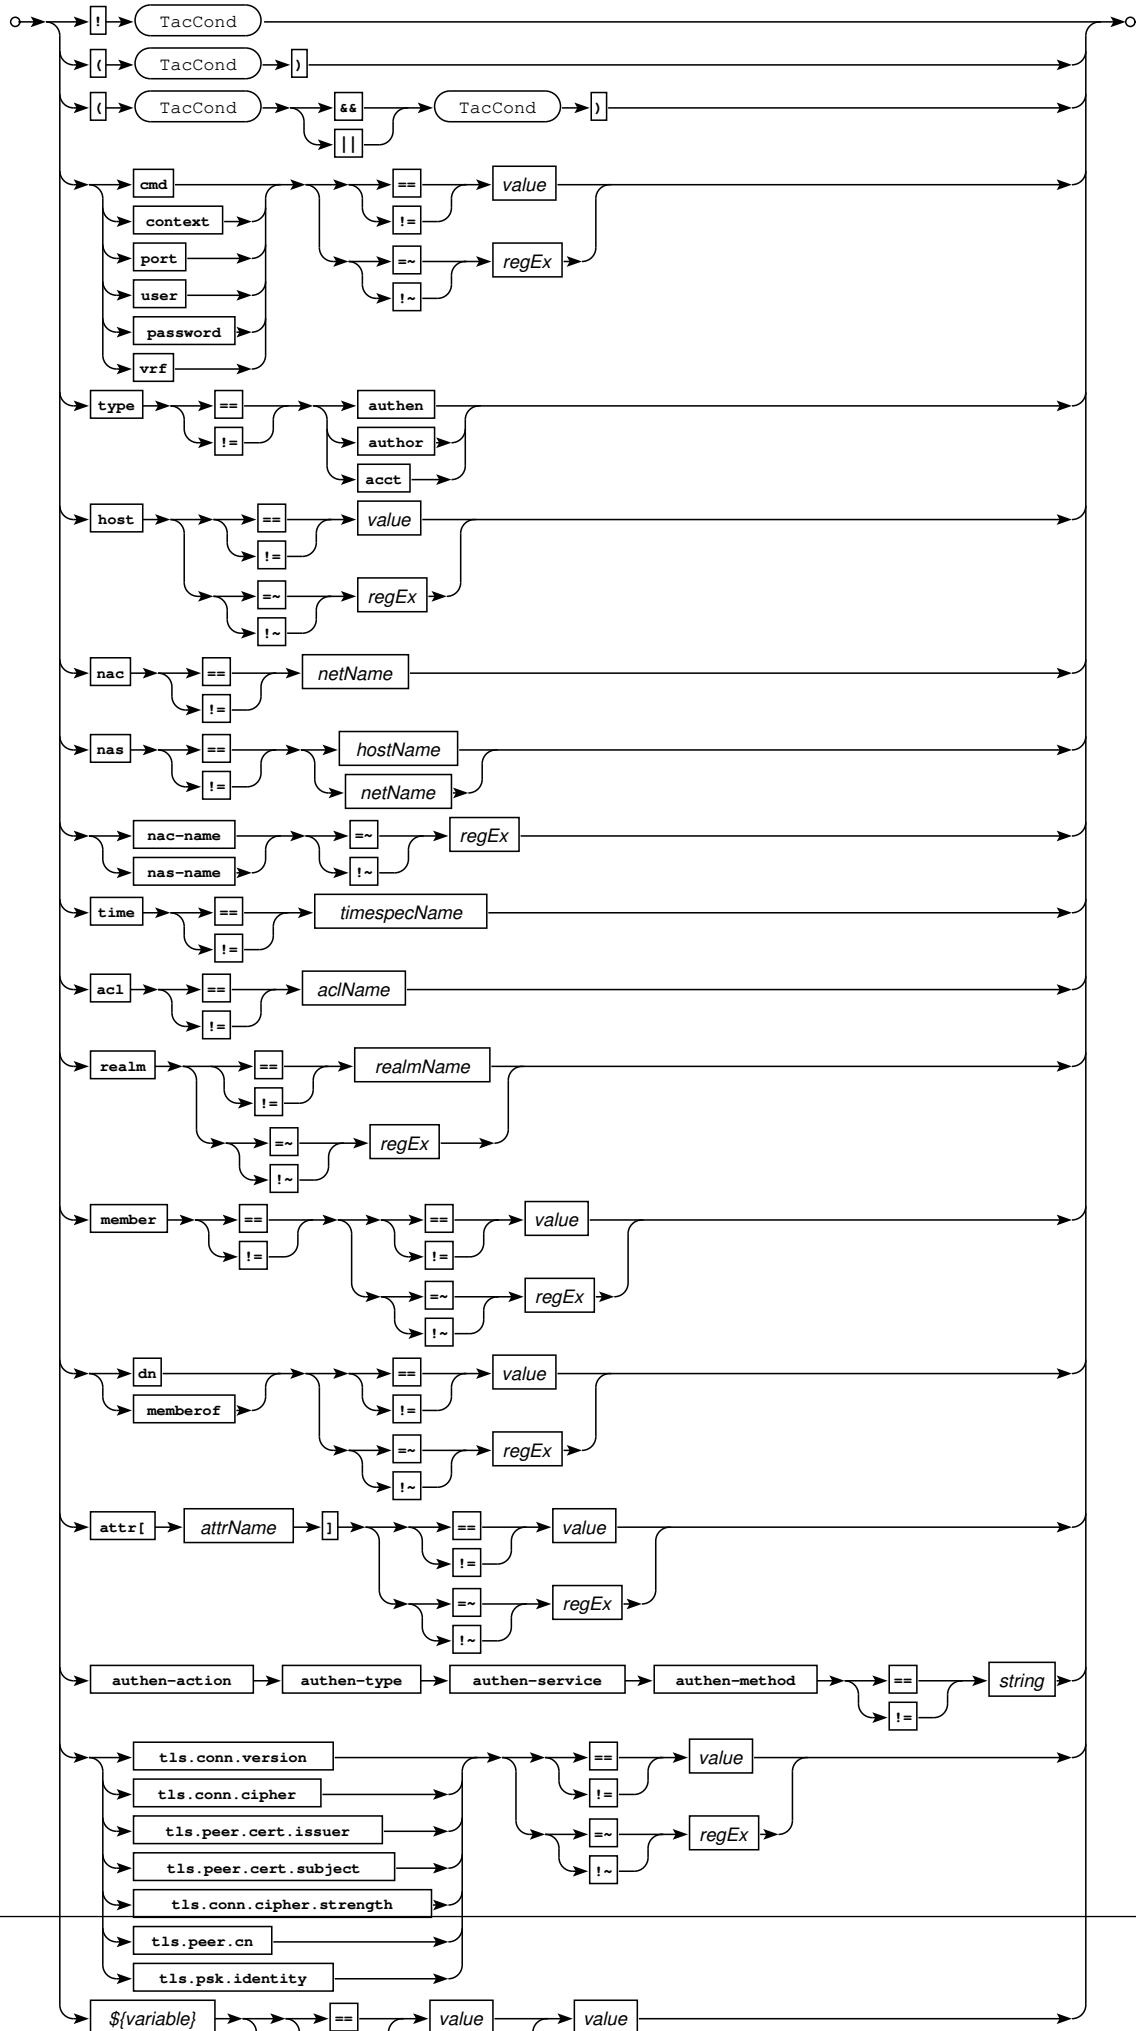 ! TacCond
( TacCond )
( TacCond && TacCond )
||
cmd == value
context !=
port =~ regEx
user !~
password
vrf
type == authen
!= author
acct
host == value
!=
=~ regEx
!~
nac == netName
!=
nas == hostName
!= netName
nac-name =~ regEx
nas-name !~
time == timespecName
!=
acl == aclName
!=
realm == realmName
!=
=~ regEx
!~
member == == value
!= !=
=~ regEx
!~
dn == value
memberof !=
=~ regEx
!~
attr[ attrName ] == value
!=
=~ regEx
!~
authen-action authen-type authen-service authen-method == string
!=
tls.conn.version == value
tls.conn.cipher !=
tls.peer.cert.issuer =~ regEx
tls.peer.cert.subject !~
tls.conn.cipher.strength
tls.peer.cn
tls.psk.identity
${variable} == value value